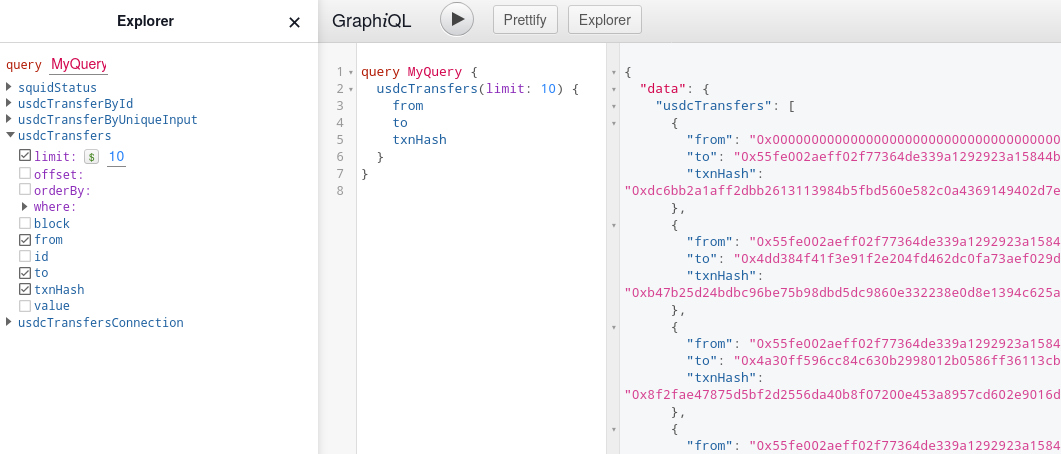 Explorer
×
query MyQuery
squidStatus
usdcTransferById
usdcTransferByUniqueInput
usdcTransfers
limit: $ 10
offset:
orderBy:
where:
block
from
id
to
txnHash
value
usdcTransfersConnection
GraphiQL Prettify Explorer
1 query MyQuery {
2 usdcTransfers(limit: 10) {
3 from
4 to
5 txnHash
6 }
7 }
8
{
"data": {
"usdcTransfers": [
{
"from": "0x0000000000000000000000000000000000000
"to": "0x55fe002aeff02f77364de339a1292923a15844b
"txnHash":
"0xdc6bb2a1aff2dbb2613113984b5fbd560e582c0a4369149402d7e
},
{
"from": "0x55fe002aeff02f77364de339a1292923a1584
"to": "0x4dd384f41f3e91f2e204fd462dc0fa73aef029d
"txnHash":
"0xb47b25d24bdbc96be75b98dbd5dc9860e332238e0d8e1394c625a
},
{
"from": "0x55fe002aeff02f77364de339a1292923a1584
"to": "0x4a30ff596cc84c630b2998012b0586ff36113cb
"txnHash":
"0x8f2fae47875d5bf2d2556da40b8f07200e453a8957cd602e9016d
},
{
"from": "0x55fe002aeff02f77364de339a1292923a1584